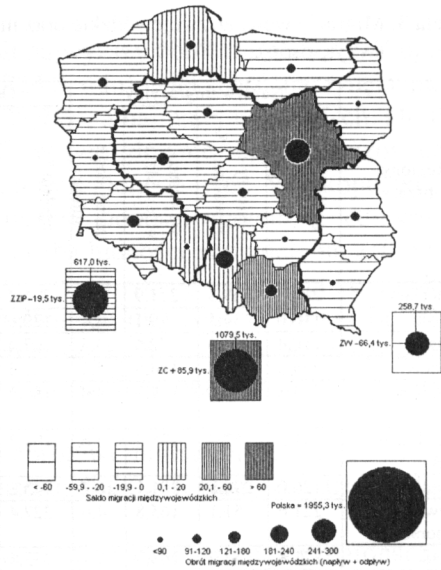 617,0 tys.
ZZiP -19,5 tys.
258,7 tys.
ZW -66,4 tys.
1079,5 tys.
ZC + 85,9 tys.
< -60 -59,9 - -20 -19,9 - 0 0,1 - 20 20,1 - 60 > 60
Saldo migracji międzywojewódzkich
Polska = 1955,3 tys.
<90 91-120 121-180 181-240 241-300
Obrót migracji międzywojewódzkich (napływ + odpływ)